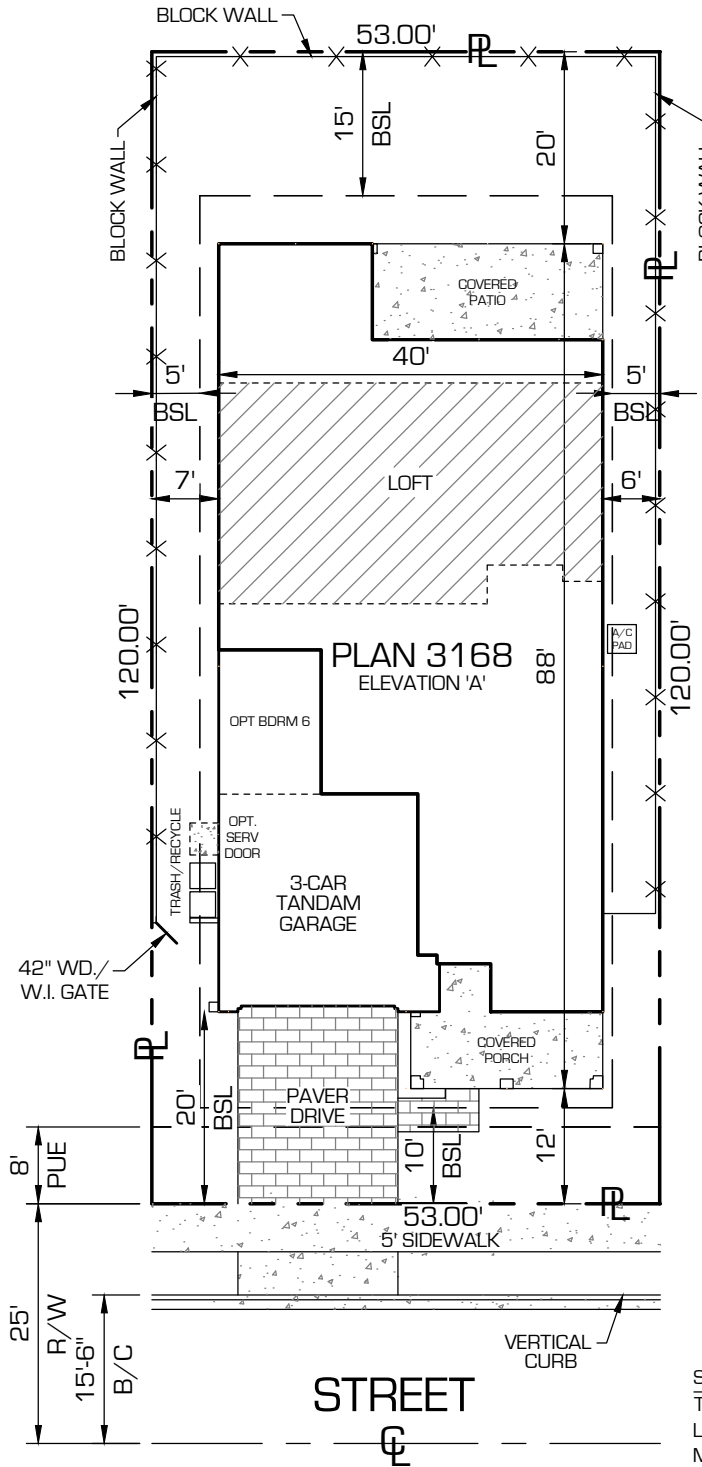 BLOCK WALL
53.00'
PL
15'
BSL
20'
BLOCK WALL
BLOCK WALL
PL
COVERED
PATIO
40'
5'
BSL
5'
BSL
LOFT
7'
6'
A/C
PAD
120.00'
PLAN 3168
ELEVATION 'A'
88'
120.00'
OPT BDRM 6
TRASH/RECYCLE
OPT.
SERV
DOOR
3-CAR
TANDAM
GARAGE
42" WD./
W.I. GATE
PL
COVERED
PORCH
20'
BSL
PAVER
DRIVE
10'
BSL
12'
8'
PUE
PL
53.00'
5' SIDEWALK
25'
R/W
15'-6"
B/C
VERTICAL
CURB
STREET
CL
S
T
L
M